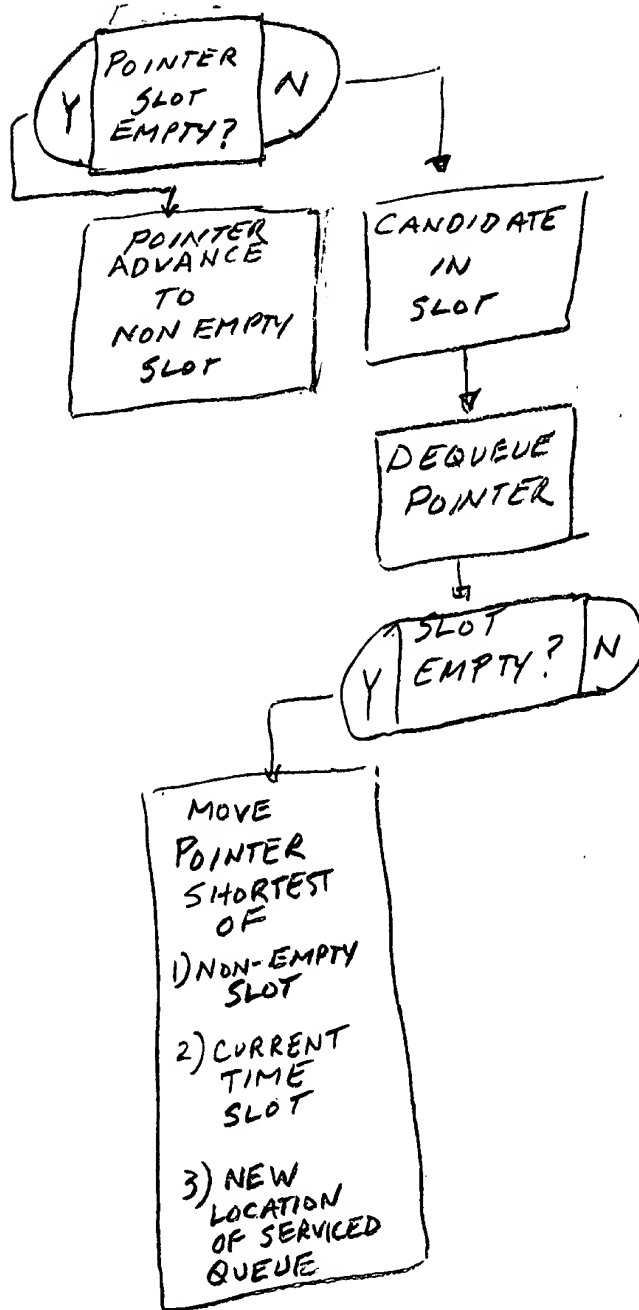 POINTER
SLOT
EMPTY?
Y
N
POINTER
ADVANCE
TO
NON EMPTY
SLOT
CANDIDATE
IN
SLOT
DEQUEUE
POINTER
SLOT
EMPTY?
Y
N
MOVE
POINTER
SHORTEST
OF
1) NON-EMPTY
SLOT
2) CURRENT
TIME
SLOT
3) NEW
LOCATION
OF SERVICED
QUEUE